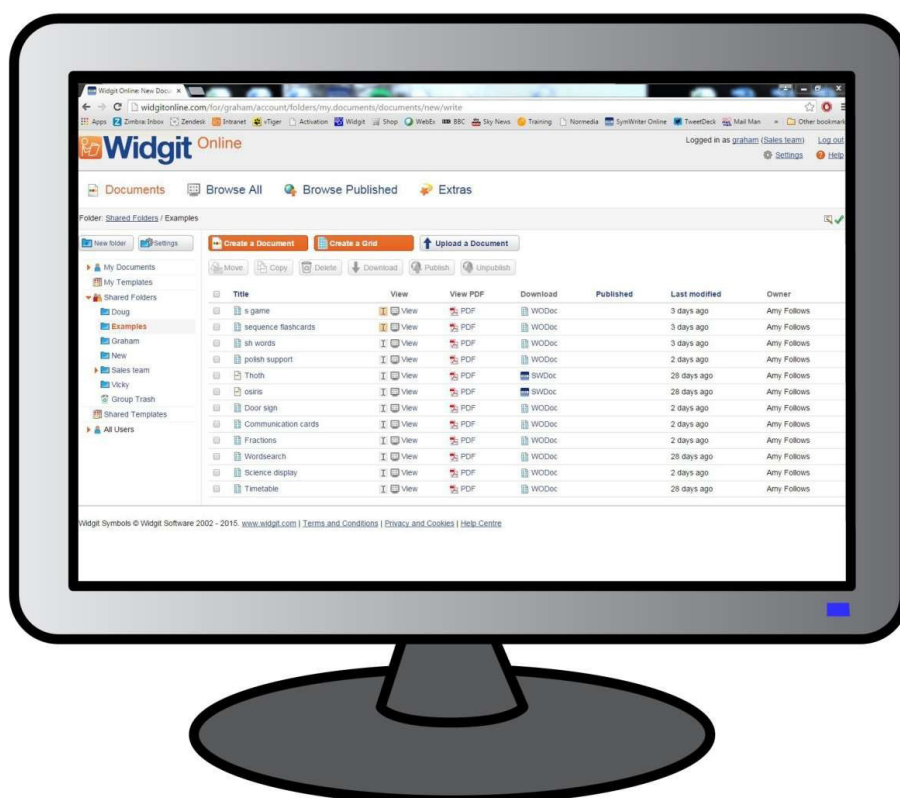 Widgit Online: New Docu
widgitonline.com/for/graham/account/folders/my.documents/documents/new/write
Apps Zimbra: Inbox Zendesk Intranet vTiger Activation Widgit Shop WebEx BBC Sky News Training Normedia SymWriter Online TweetDeck Mail Man » Other bookmark
Widgit Online
Logged in as graham (Sales team) Log out
Settings Help
Documents Browse All Browse Published Extras
Folder: Shared Folders / Examples
New folder Settings Create a Document Create a Grid Upload a Document
Move Copy Delete Download Publish Unpublish
My Documents
My Templates
Shared Folders
Doug
Examples
Graham
New
Sales team
Vicky
Group Trash
Shared Templates
All Users
Title View View PDF Download Published Last modified Owner
s game View PDF WODoc 3 days ago Amy Follows
sequence flashcards View PDF WODoc 3 days ago Amy Follows
sh words View PDF WODoc 3 days ago Amy Follows
polish support View PDF WODoc 2 days ago Amy Follows
Thoth View PDF SWDoc 28 days ago Amy Follows
osiris View PDF SWDoc 28 days ago Amy Follows
Door sign View PDF WODoc 2 days ago Amy Follows
Communication cards View PDF WODoc 2 days ago Amy Follows
Fractions View PDF WODoc 2 days ago Amy Follows
Wordsearch View PDF WODoc 28 days ago Amy Follows
Science display View PDF WODoc 2 days ago Amy Follows
Timetable View PDF WODoc 28 days ago Amy Follows
Widgit Symbols © Widgit Software 2002 - 2015. www.widgit.com | Terms and Conditions | Privacy and Cookies | Help Centre